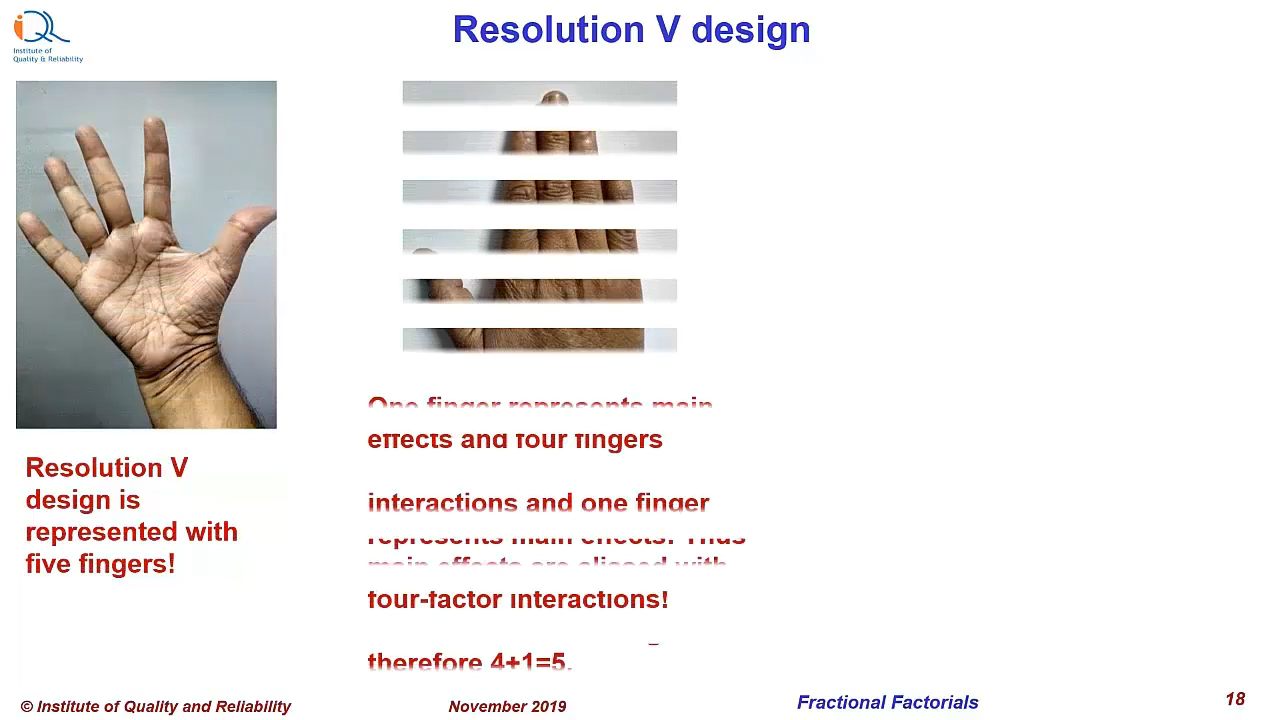 iQR
Institute of
Quality & Reliability
Resolution V design
Resolution V
design is
represented with
five fingers!
One finger represents main
effects and four fingers
interactions and one finger
represents main effects. Thus
main effects are aliased with
four-factor interactions!
therefore 4+1=5.
© Institute of Quality and Reliability
November 2019
Fractional Factorials
18